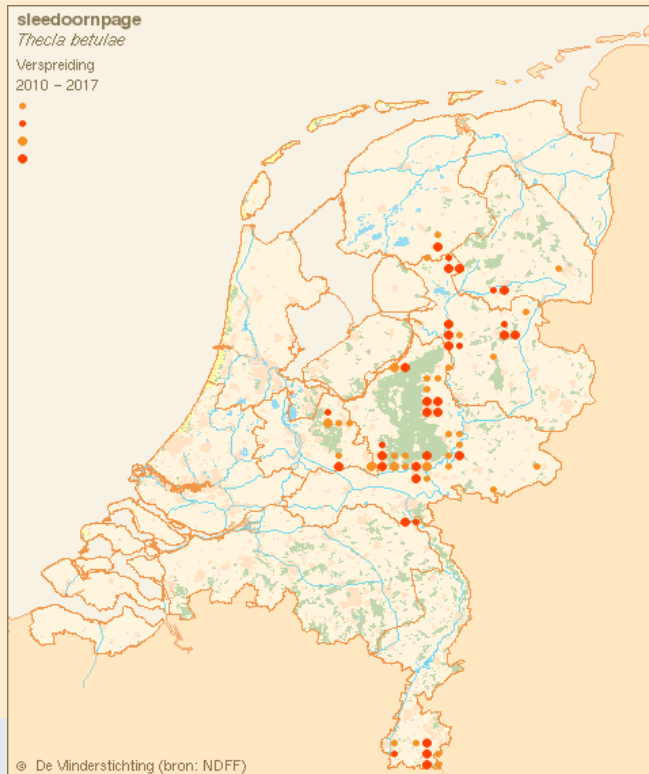 sleedoornpage
Thecla betulae
Verspreiding
2010 – 2017
© De Vlinderstichting (bron: NDFF)